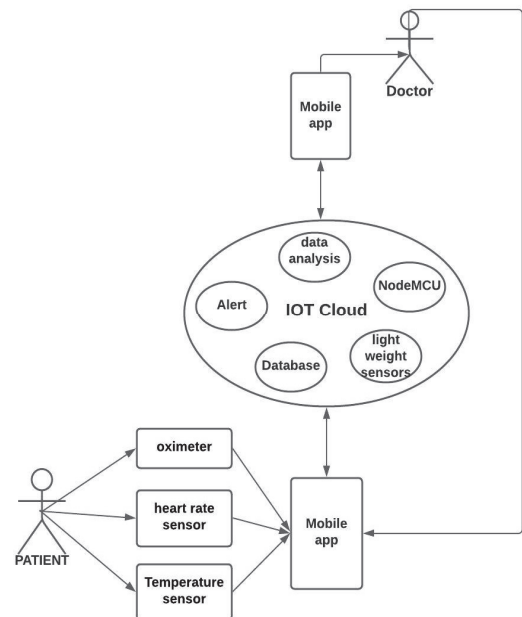 Doctor
Mobile
app
data
analysis
NodeMCU
Alert
IOT Cloud
light
weight
sensors
Database
oximeter
heart rate
sensor
Mobile
app
PATIENT
Temperature
sensor